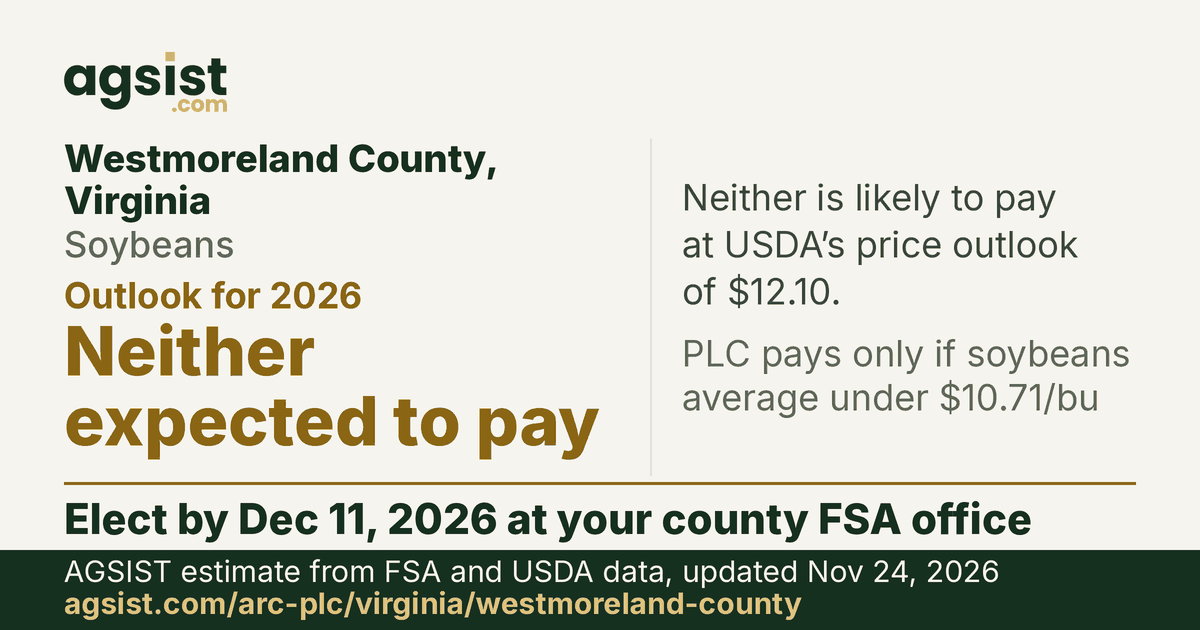 agsist
.com
Westmoreland County,
Virginia
Soybeans
Outlook for 2026
Neither
expected to pay
Neither is likely to pay
at USDA’s price outlook
of $12.10.
PLC pays only if soybeans
average under $10.71/bu
Elect by Dec 11, 2026 at your county FSA office
AGSIST estimate from FSA and USDA data, updated Nov 24, 2026
agsist.com/arc-plc/virginia/westmoreland-county